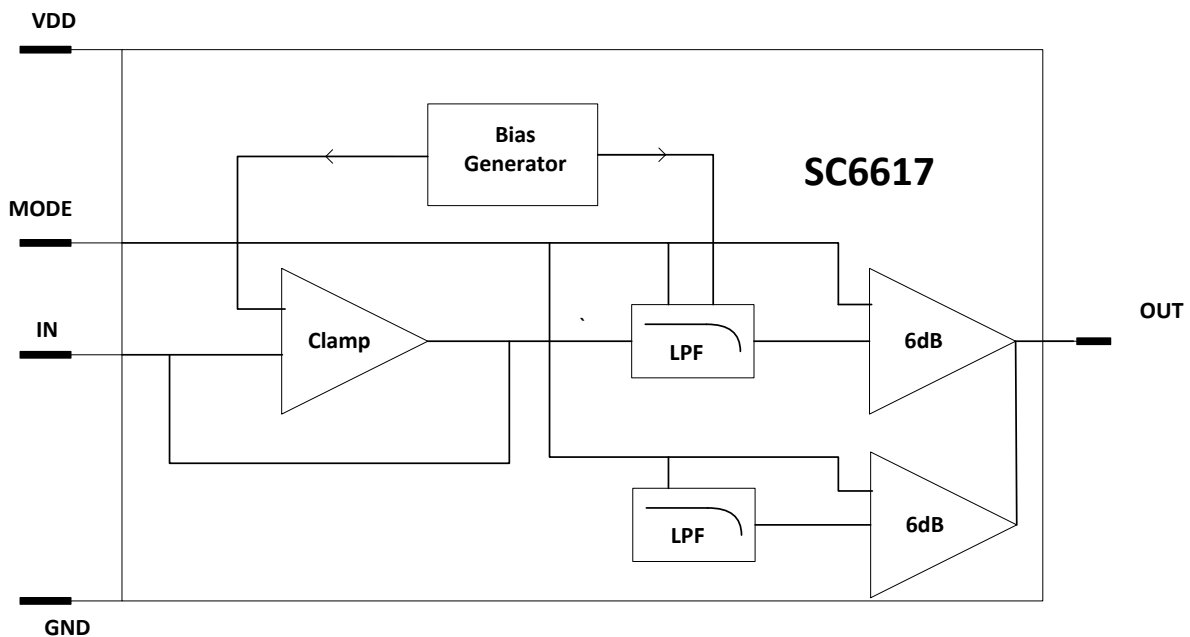 VDD
Bias
Generator
SC6617
MODE
OUT
IN
`
Clamp
LPF
6dB
LPF
6dB
GND